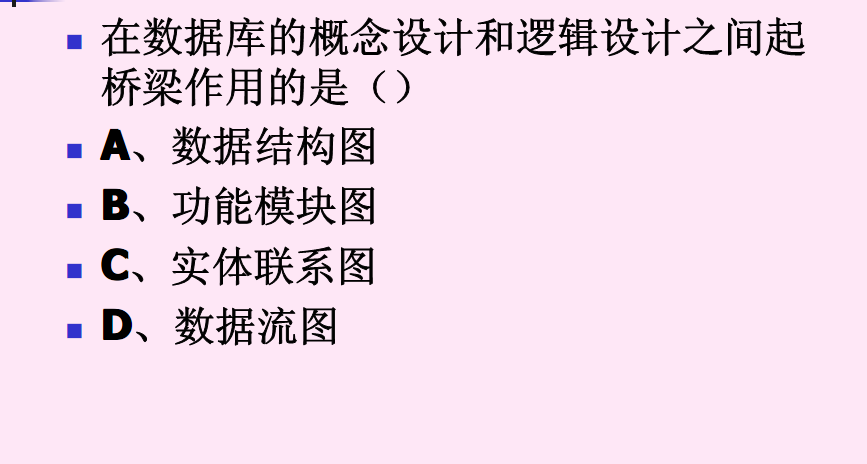 在数据库的概念设计和逻辑设计之间起
桥梁作用的是（）
A、数据结构图
B、功能模块图
C、实体联系图
D、数据流图